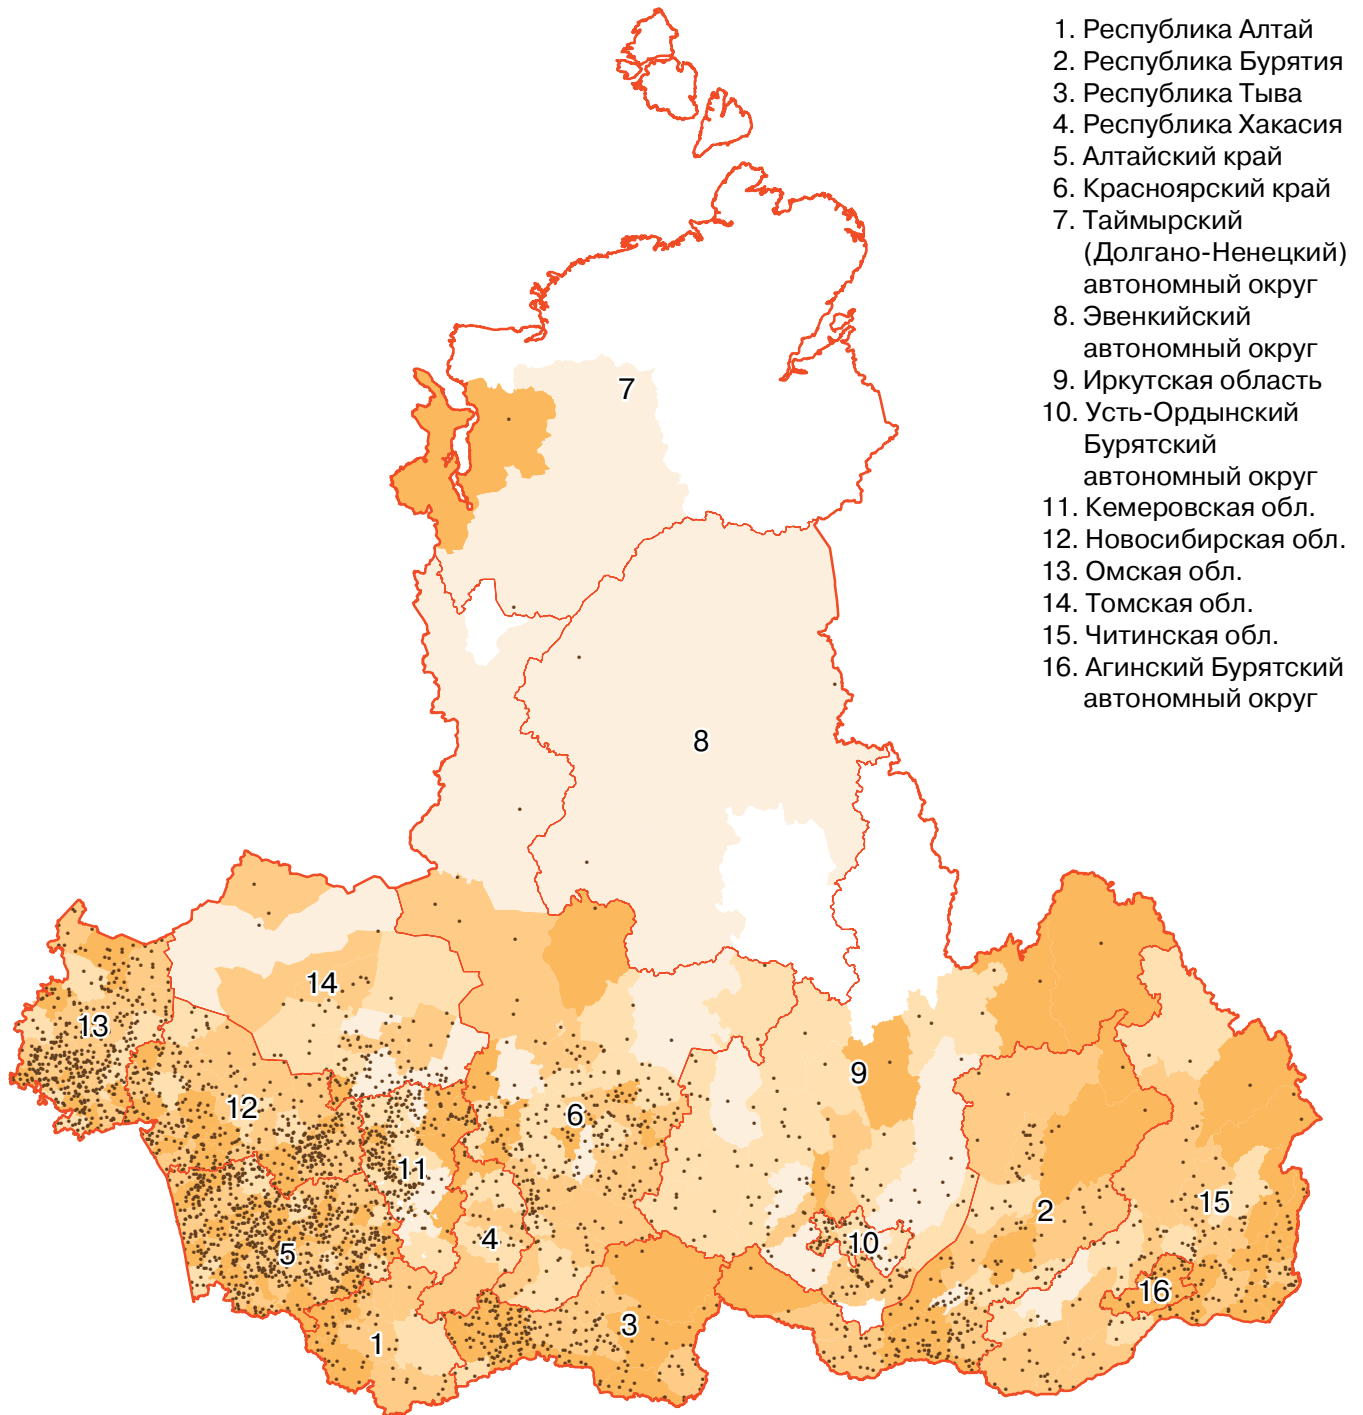 1. Республика Алтай
2. Республика Бурятия
3. Республика Тыва
4. Республика Хакасия
5. Алтайский край
6. Красноярский край
7. Таймырский
(Долгано-Ненецкий)
автономный округ
8. Эвенкийский
автономный округ
9. Иркутская область
10. Усть-Ордынский
Бурятский
автономный округ
11. Кемеровская обл.
12. Новосибирская обл.
13. Омская обл.
14. Томская обл.
15. Читинская обл.
16. Агинский Бурятский
автономный округ
7
8
14
13
9
12
6
11
15
2
4
10
5
16
3
1